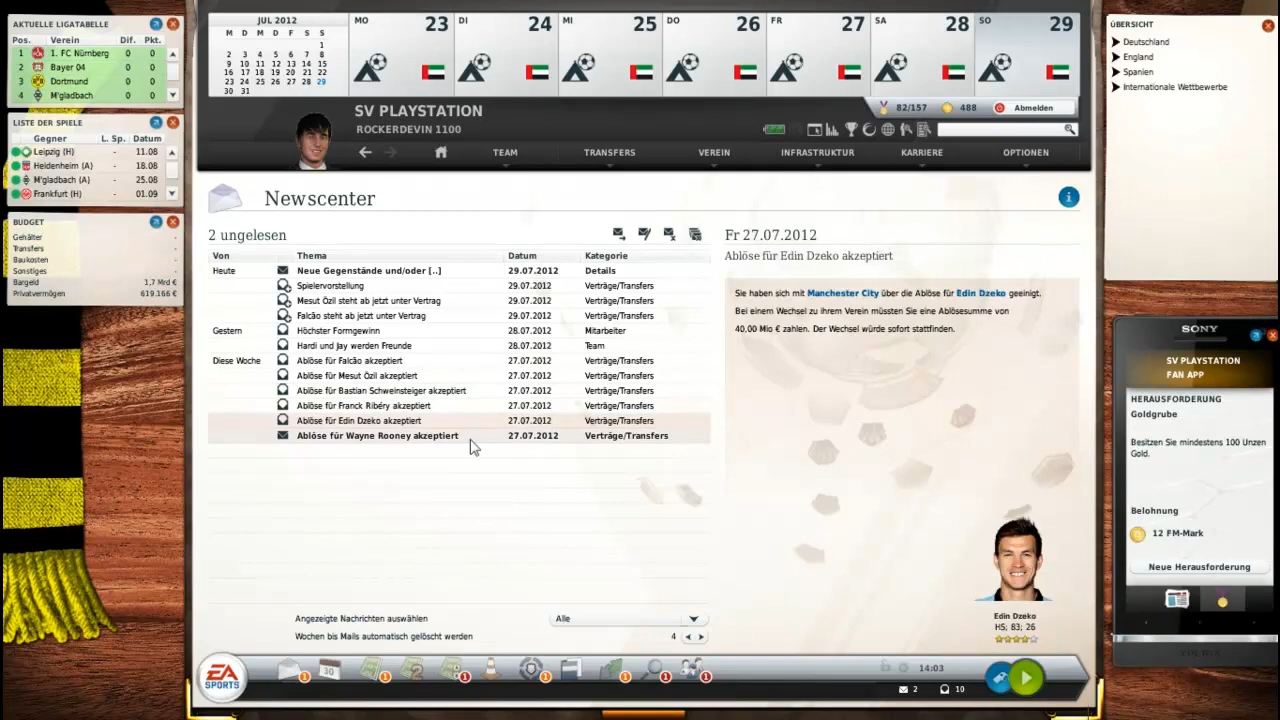 AKTUELLE LIGATABELLE
Pos. Verein Dif. Pkt.
1 1. FC Nürnberg 0 0
2 Bayer 04 0 0
3 Dortmund 0 0
4 M'gladbach 0 0
LISTE DER SPIELE
Gegner L. Sp. Datum
Leipzig (H) - 11.08
Heidenheim (A) - 18.08
M'gladbach (A) - 25.08
Frankfurt (H) - 01.09
BUDGET
Gehälter -
Transfers -
Baukosten -
Sonstiges -
Bargeld 1,7 Mrd €
Privatvermögen 619.166 €
JUL 2012
M D M D F S S
1
2 3 4 5 6 7 8
9 10 11 12 13 14 15
16 17 18 19 20 21 22
23 24 25 26 27 28 29
30 31
MO 23 DI 24 MI 25 DO 26 FR 27 SA 28 SO 29
SV PLAYSTATION
ROCKERDEVIN 1100
82/157 488 Abmelden
TEAM TRANSFERS VEREIN INFRASTRUKTUR KARRIERE OPTIONEN
Newscenter
2 ungelesen
Von Thema Datum Kategorie
Heute Neue Gegenstände und/oder [..] 29.07.2012 Details
Spielervorstellung 29.07.2012 Verträge/Transfers
Mesut Özil steht ab jetzt unter Vertrag 29.07.2012 Verträge/Transfers
Falcão steht ab jetzt unter Vertrag 29.07.2012 Verträge/Transfers
Gestern Höchster Formgewinn 28.07.2012 Mitarbeiter
Hardi und Jay werden Freunde 28.07.2012 Team
Diese Woche Ablöse für Falcão akzeptiert 27.07.2012 Verträge/Transfers
Ablöse für Mesut Özil akzeptiert 27.07.2012 Verträge/Transfers
Ablöse für Bastian Schweinsteiger akzeptiert 27.07.2012 Verträge/Transfers
Ablöse für Franck Ribéry akzeptiert 27.07.2012 Verträge/Transfers
Ablöse für Edin Dzeko akzeptiert 27.07.2012 Verträge/Transfers
Ablöse für Wayne Rooney akzeptiert 27.07.2012 Verträge/Transfers
Angezeigte Nachrichten auswählen Alle
Wochen bis Mails automatisch gelöscht werden 4
Fr 27.07.2012
Ablöse für Edin Dzeko akzeptiert
Sie haben sich mit Manchester City über die Ablöse für Edin Dzeko geeinigt.
Bei einem Wechsel zu ihrem Verein müssten Sie eine Ablösesumme von
40,00 Mio € zahlen. Der Wechsel würde sofort stattfinden.
Edin Dzeko
HS; 83; 26
EA
SPORTS
30
1 1 1 1 1 1 1
14:03
2 10
ÜBERSICHT
Deutschland
England
Spanien
Internationale Wettbewerbe
SONY
SV PLAYSTATION
FAN APP
HERAUSFORDERUNG
Goldgrube
Besitzen Sie mindestens 100 Unzen
Gold.
Belohnung
12 FM-Mark
Neue Herausforderung
XPERIA